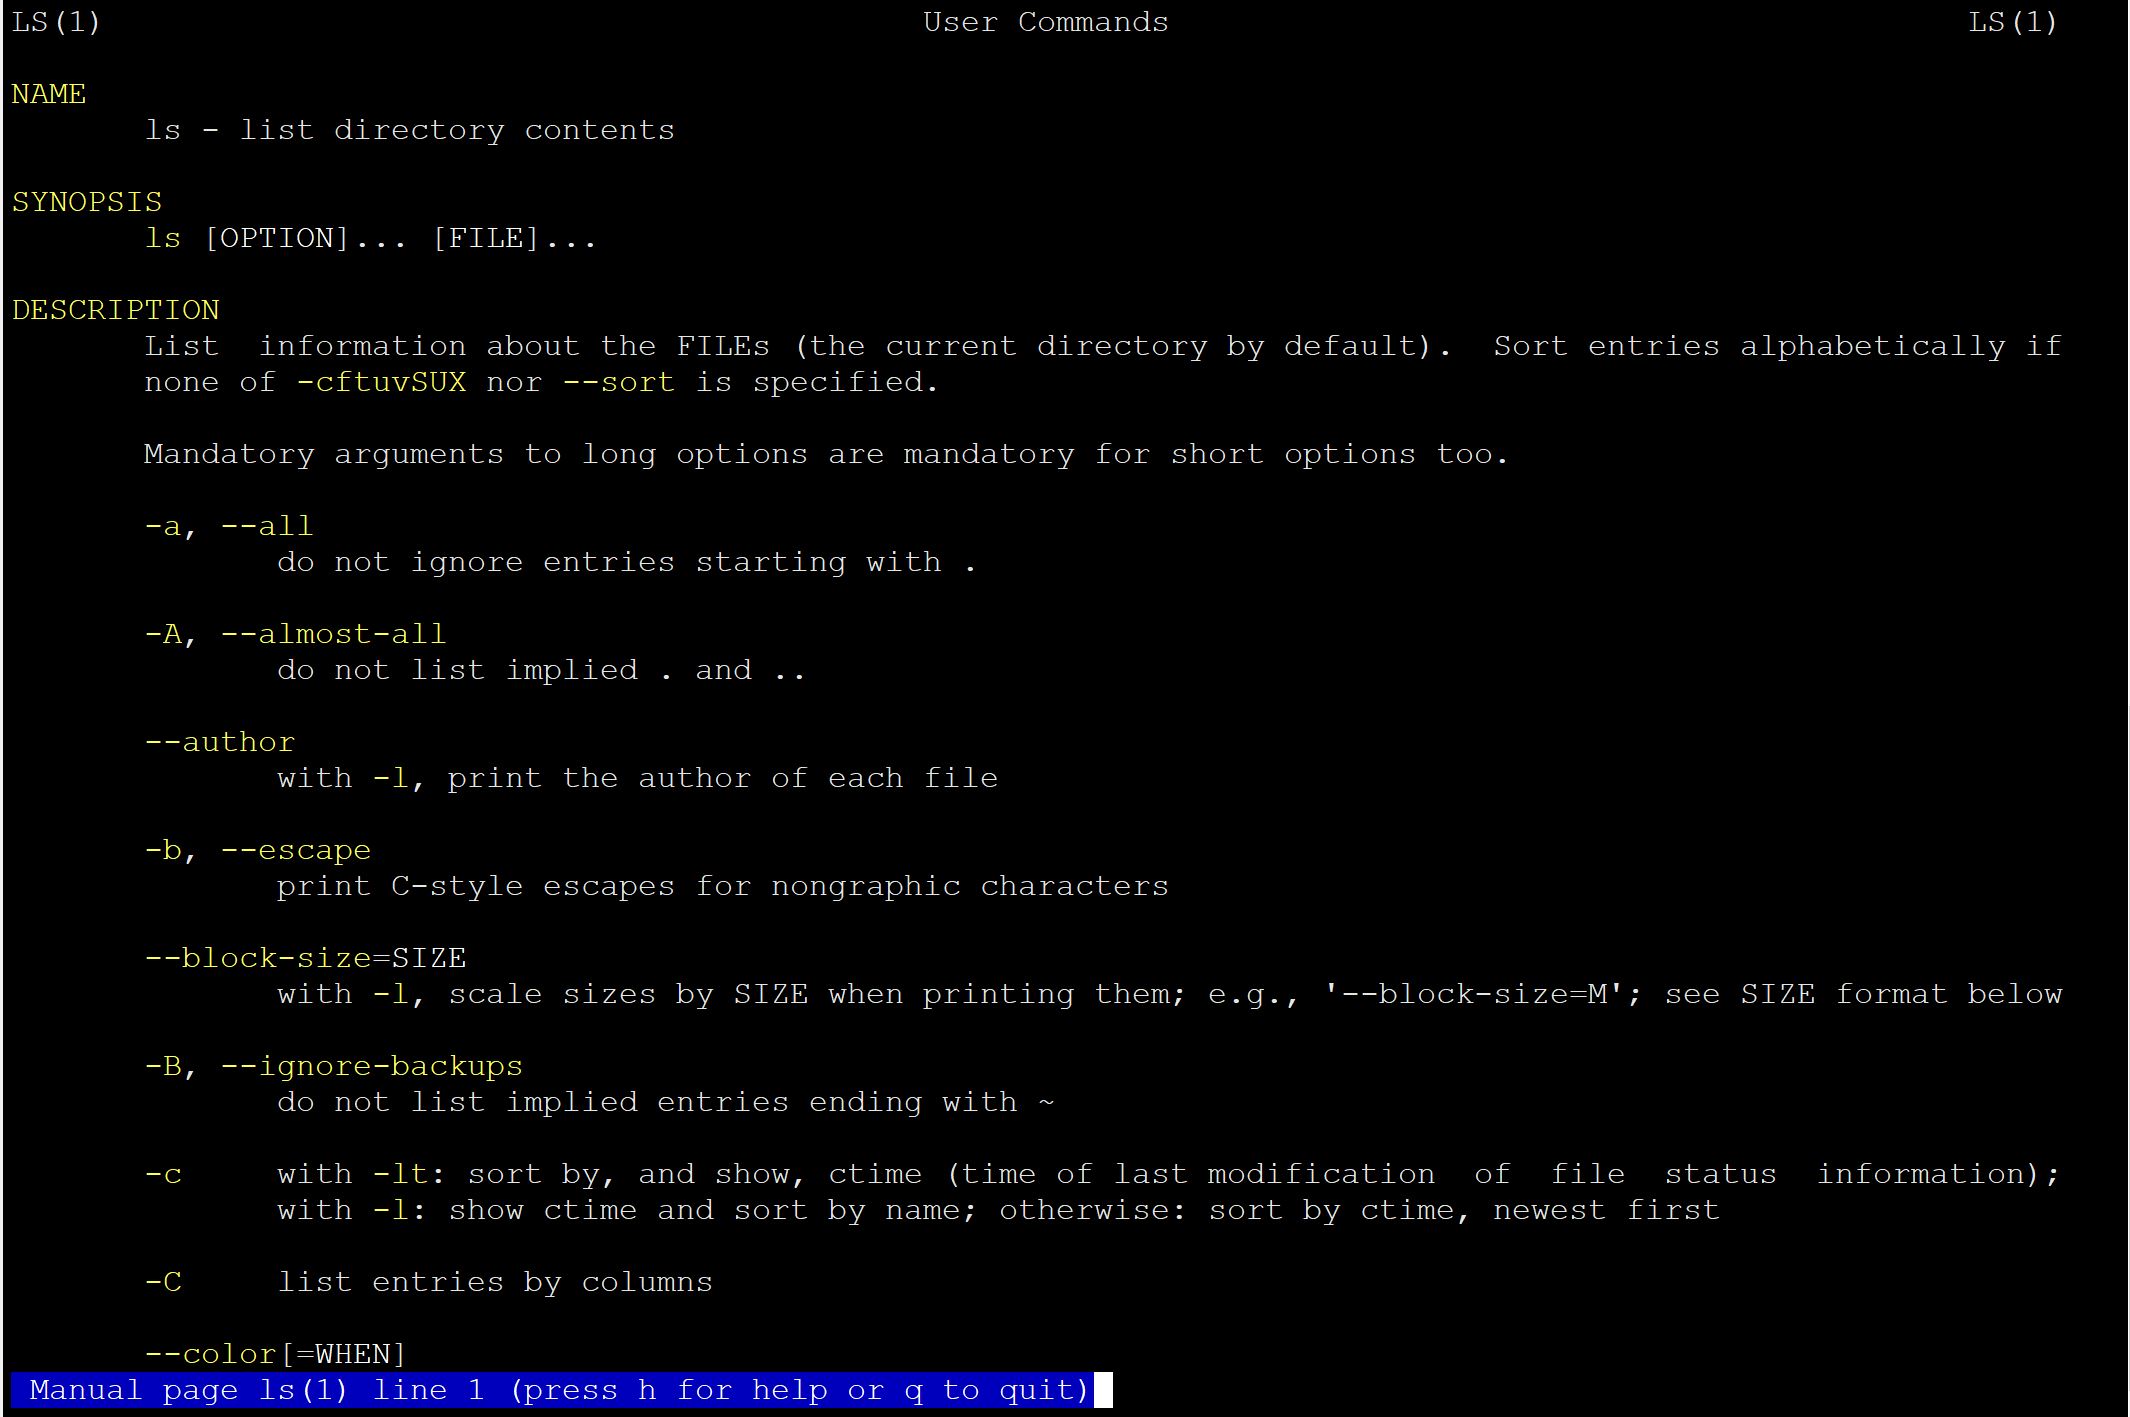 LS(1) User Commands LS(1)
NAME
ls - list directory contents
SYNOPSIS
ls [OPTION]... [FILE]...
DESCRIPTION
List  information about the FILEs (the current directory by default).  Sort entries alphabetically if
none of -cftuvSUX nor --sort is specified.
Mandatory arguments to long options are mandatory for short options too.
-a, --all
do not ignore entries starting with .
-A, --almost-all
do not list implied . and ..
--author
with -l, print the author of each file
-b, --escape
print C-style escapes for nongraphic characters
--block-size=SIZE
with -l, scale sizes by SIZE when printing them; e.g., '--block-size=M'; see SIZE format below
-B, --ignore-backups
do not list implied entries ending with ~
-c     with -lt: sort by, and show, ctime (time of last modification  of  file  status  information);
with -l: show ctime and sort by name; otherwise: sort by ctime, newest first
-C     list entries by columns
--color[=WHEN]
Manual page ls(1) line 1 (press h for help or q to quit)